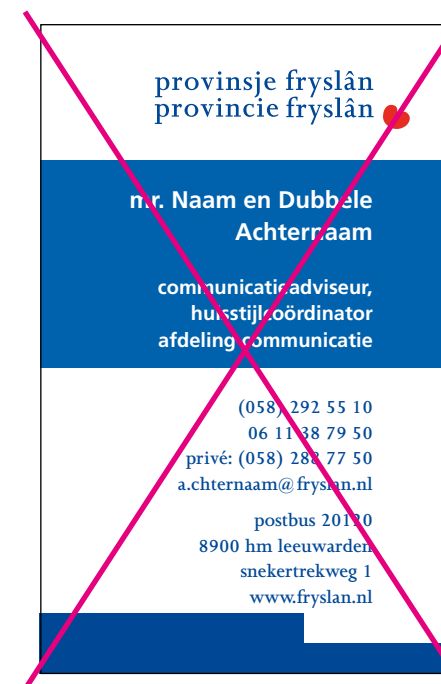 provinsje fryslân
provincie fryslân
mr. Naam en Dubbele
Achternaam
communicatieadviseur,
huisstijlcoördinator
afdeling communicatie
(058) 292 55 10
06 11 38 79 50
privé: (058) 288 77 50
a.chternaam@fryslan.nl
postbus 20120
8900 hm leeuwarden
snekertrekweg 1
www.fryslan.nl